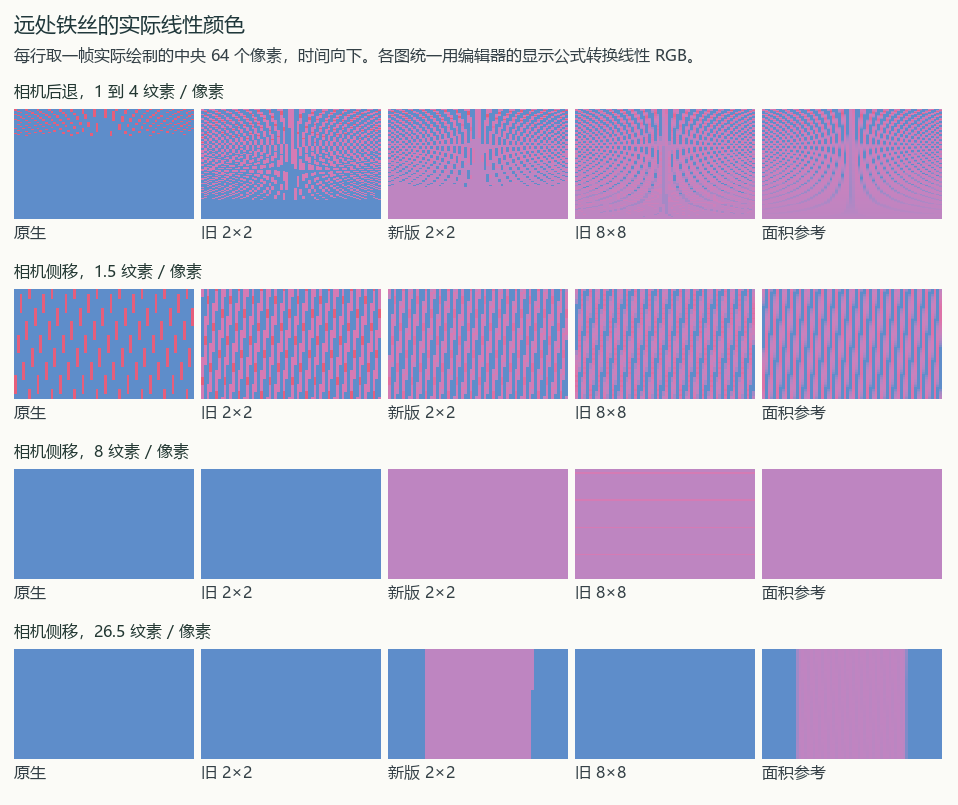 远处铁丝的实际线性颜色
每行取一帧实际绘制的中央 64 个像素，时间向下。各图统一用编辑器的显示公式转换线性 RGB。
相机后退，1 到 4 纹素 / 像素
原生 旧 2×2 新版 2×2 旧 8×8 面积参考
相机侧移，1.5 纹素 / 像素
原生 旧 2×2 新版 2×2 旧 8×8 面积参考
相机侧移，8 纹素 / 像素
原生 旧 2×2 新版 2×2 旧 8×8 面积参考
相机侧移，26.5 纹素 / 像素
原生 旧 2×2 新版 2×2 旧 8×8 面积参考